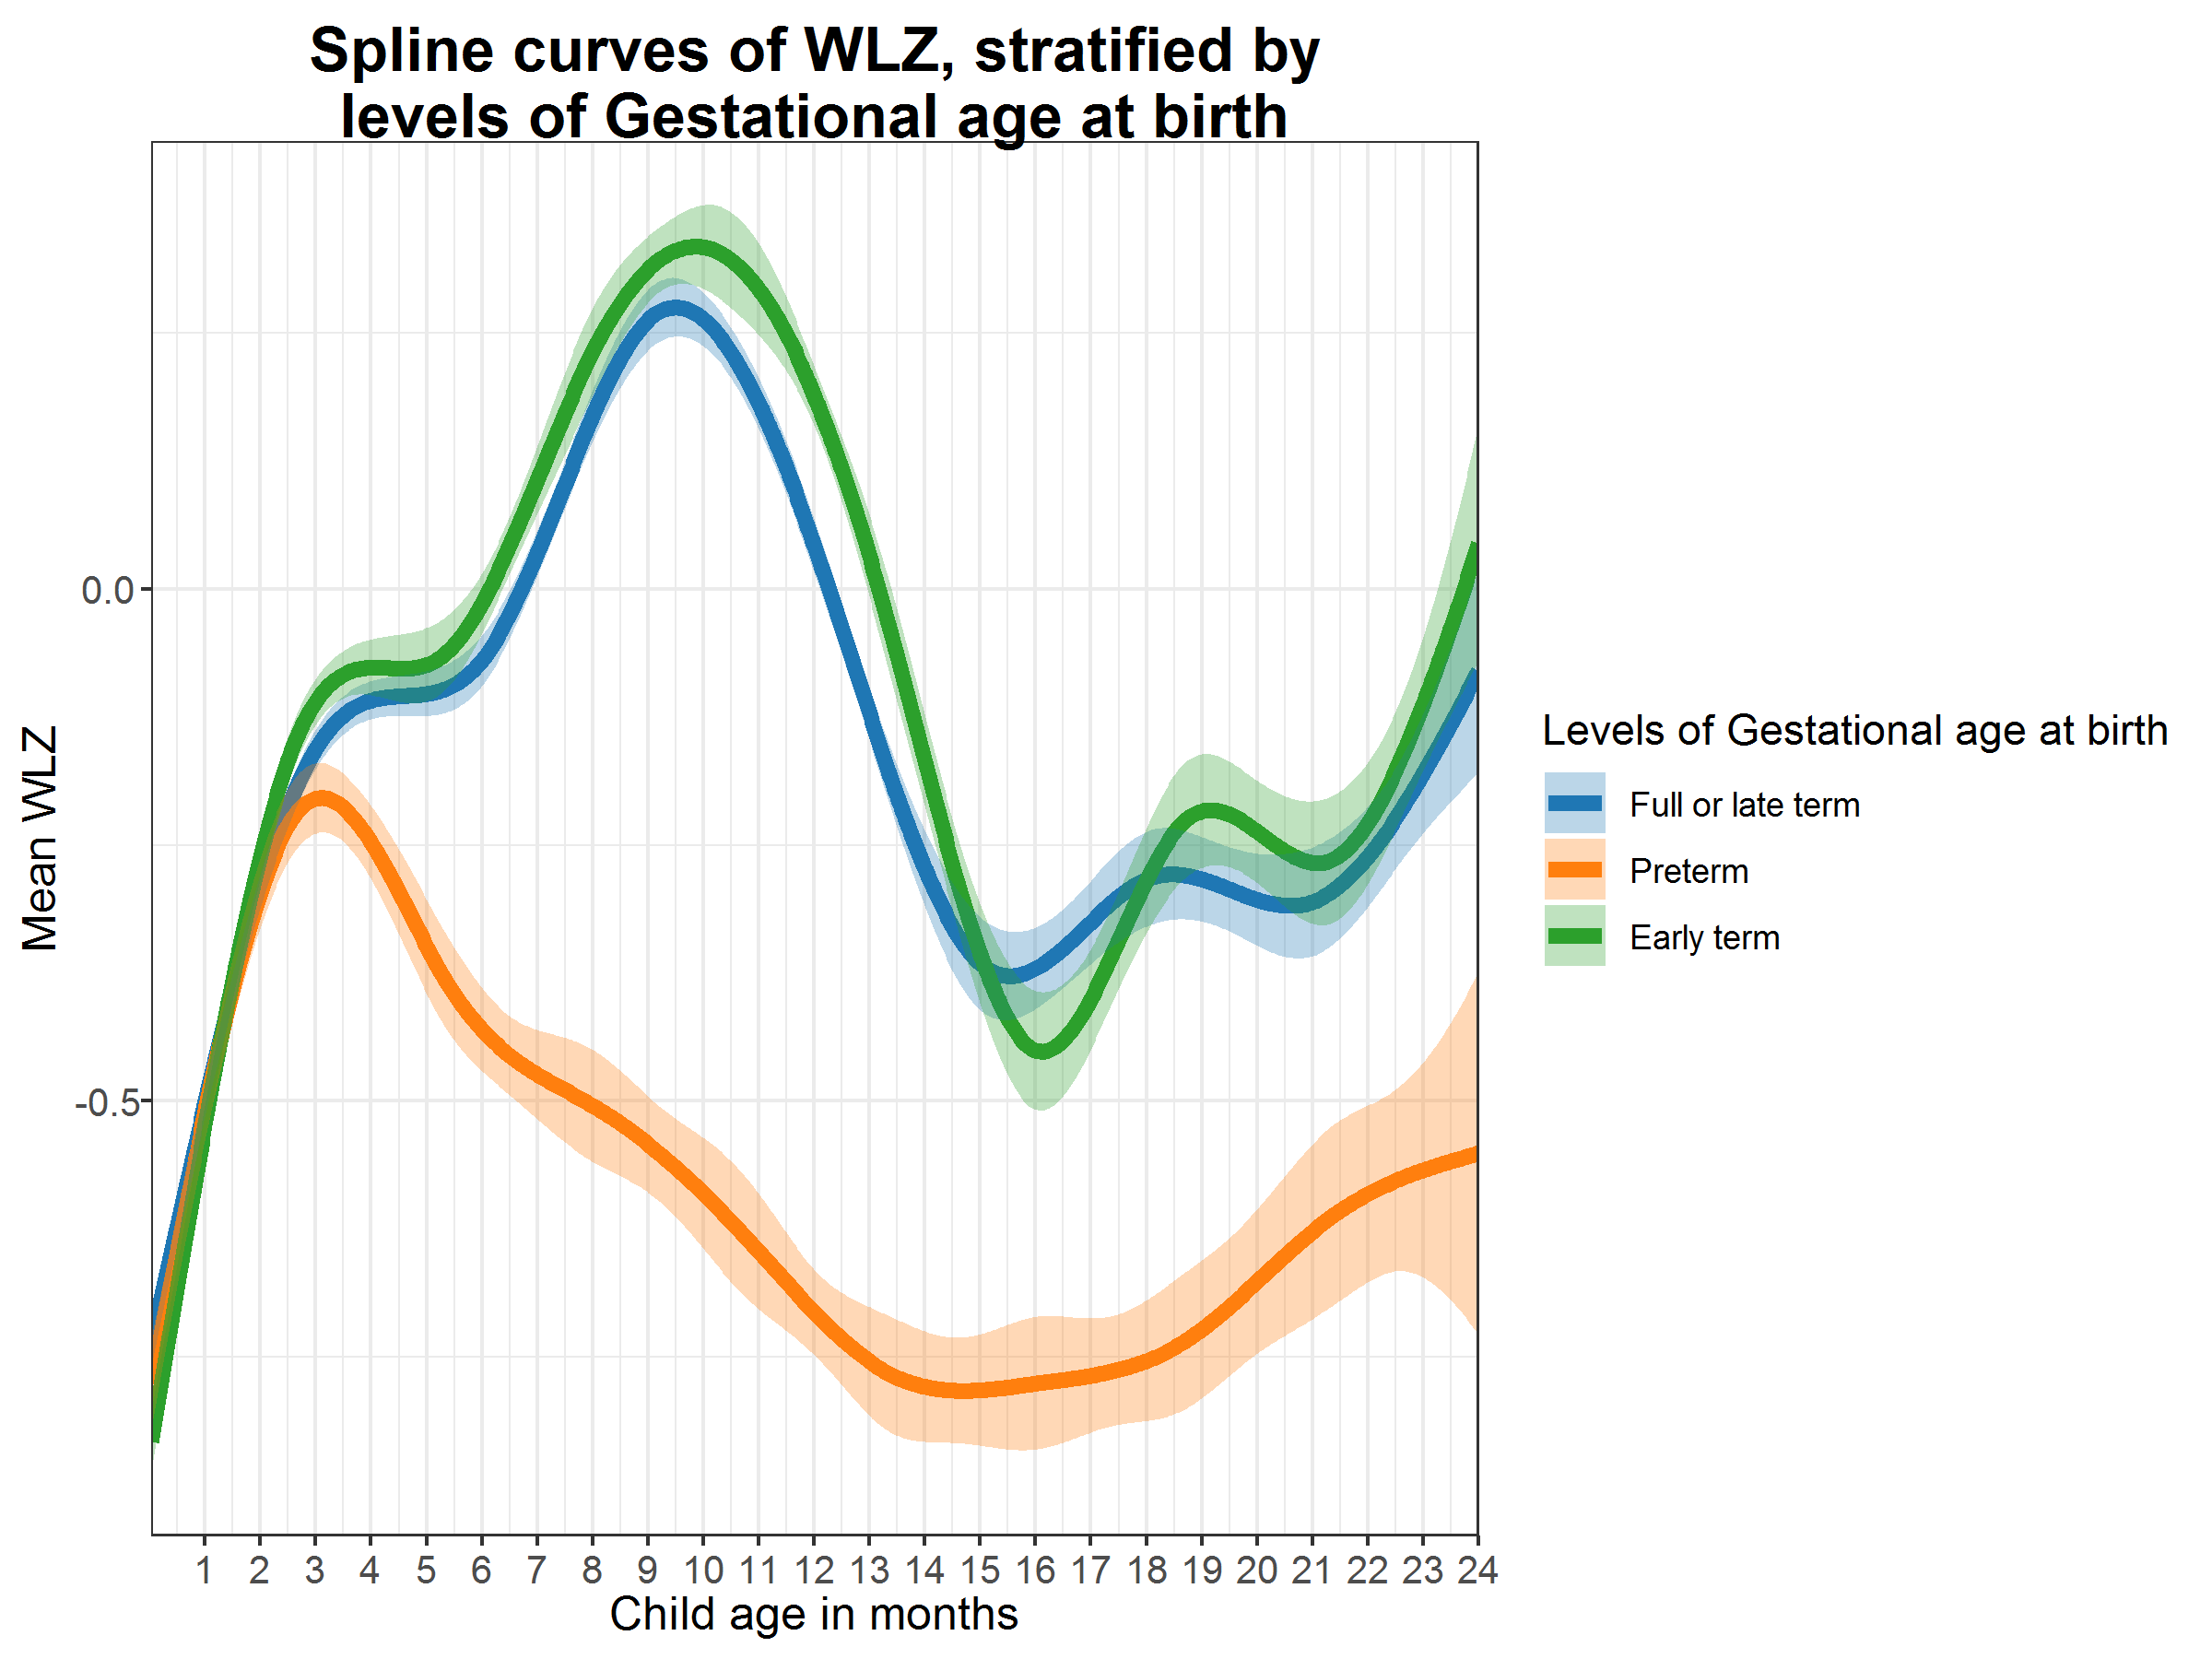 Spline curves of WLZ, stratified by
levels of Gestational age at birth
Mean WLZ
0.0
-0.5
1 2 3 4 5 6 7 8 9 10 11 12 13 14 15 16 17 18 19 20 21 22 23 24
Child age in months
Levels of Gestational age at birth
Full or late term
Preterm
Early term